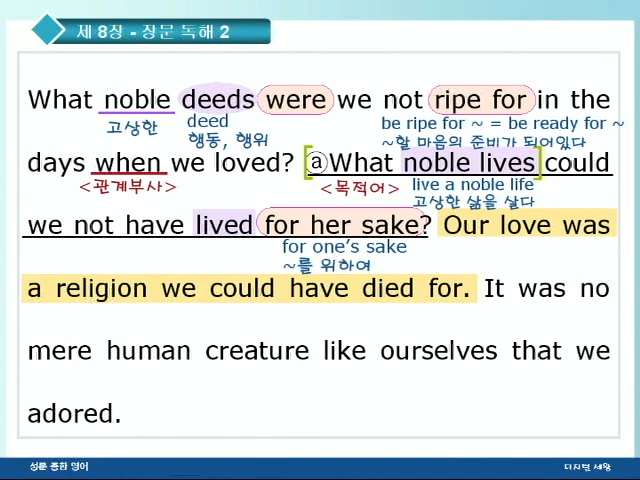 제 8장 - 장문 독해 2
What noble deeds were we not ripe for in the
고상한
deed
행동, 행위
be ripe for ~ = be ready for ~
~할 마음의 준비가 되어있다
days when we loved? [ⓐWhat noble lives] could
<관계부사>
<목적어>
live a noble life
고상한 삶을 살다
we not have lived for her sake? Our love was
for one's sake
~를 위하여
a religion we could have died for. It was no
mere human creature like ourselves that we
adored.
성문 종합 영어
디지털 세왕